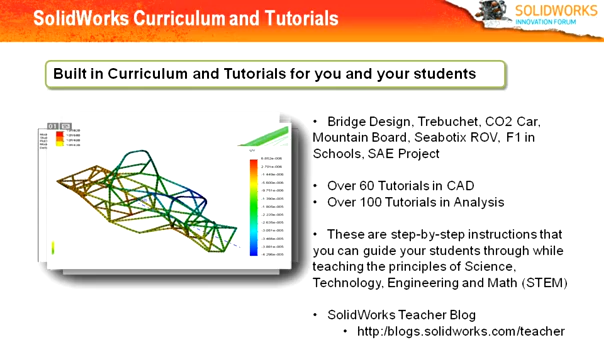 SolidWorks Curriculum and Tutorials
SOLIDWORKS
INNOVATION FORUM
Built in Curriculum and Tutorials for you and your students
• Bridge Design, Trebuchet, CO2 Car,
Mountain Board, Seabotix ROV, F1 in
Schools, SAE Project
• Over 60 Tutorials in CAD
• Over 100 Tutorials in Analysis
• These are step-by-step instructions that
you can guide your students through while
teaching the principles of Science,
Technology, Engineering and Math (STEM)
• SolidWorks Teacher Blog
• http:/blogs.solidworks.com/teacher